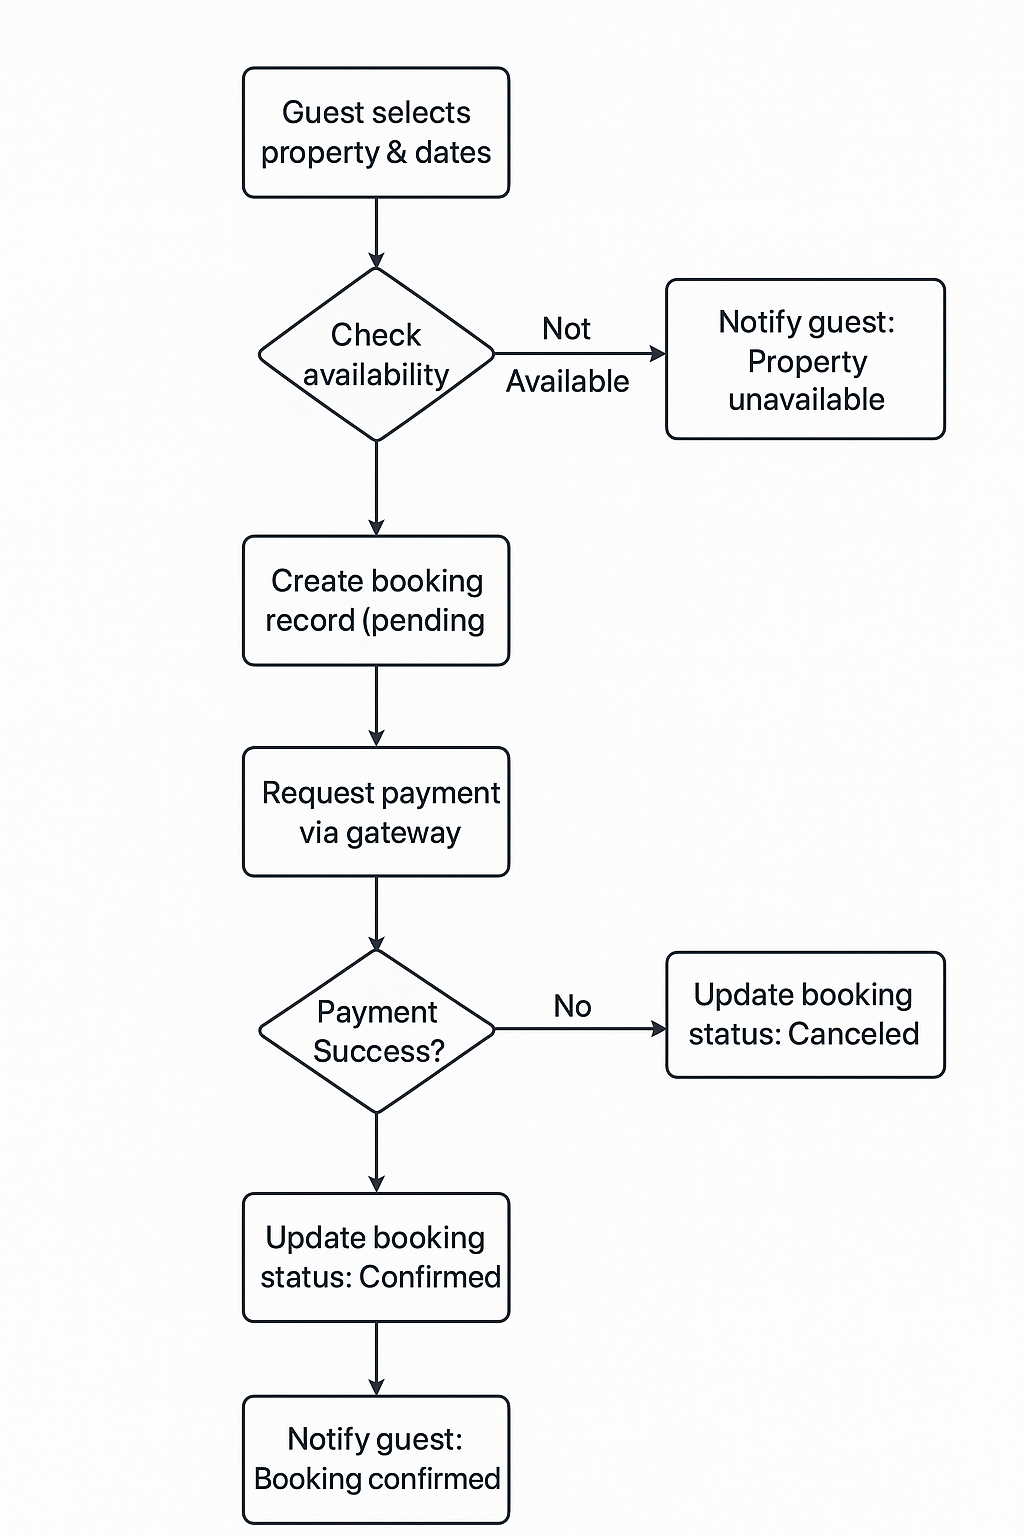 Guest selects
property & dates
Check
availability
Not
Available
Notify guest:
Property
unavailable
Create booking
record (pending
Request payment
via gateway
Payment
Success?
No
Update booking
status: Canceled
Update booking
status: Confirmed
Notify guest:
Booking confirmed